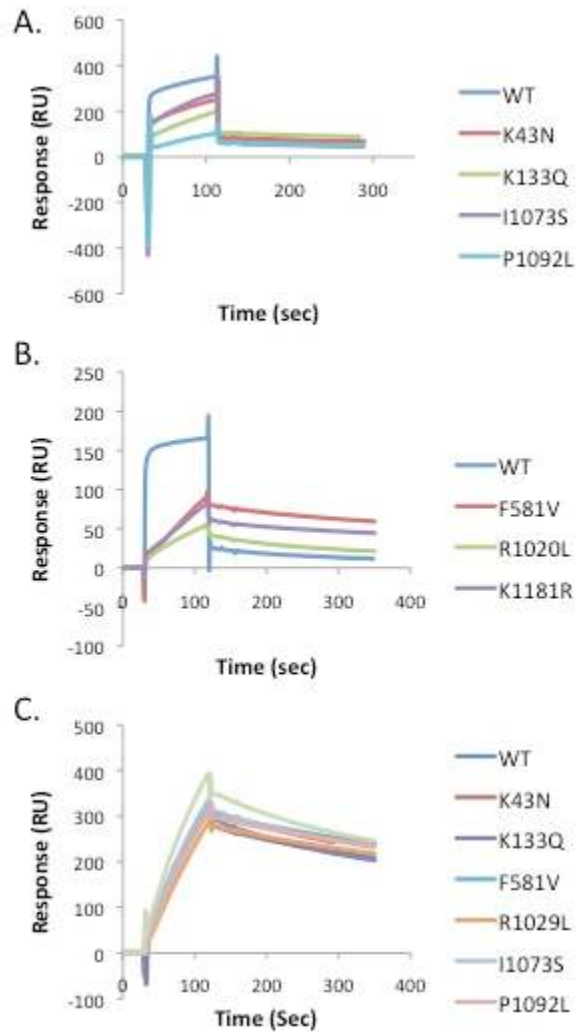 A.
600
400
200
0
-200
-400
-600
0 100 200 300
Response (RU)
Time (sec)
WT
K43N
K133Q
I1073S
P1092L
B.
250
200
150
100
50
0
-50
-100
0 100 200 300 400
Response (RU)
Time (sec)
WT
F581V
R1020L
K1181R
C.
500
400
300
200
100
0
-100
0 100 200 300 400
Response (RU)
Time (Sec)
WT
K43N
K133Q
F581V
R1029L
I1073S
P1092L